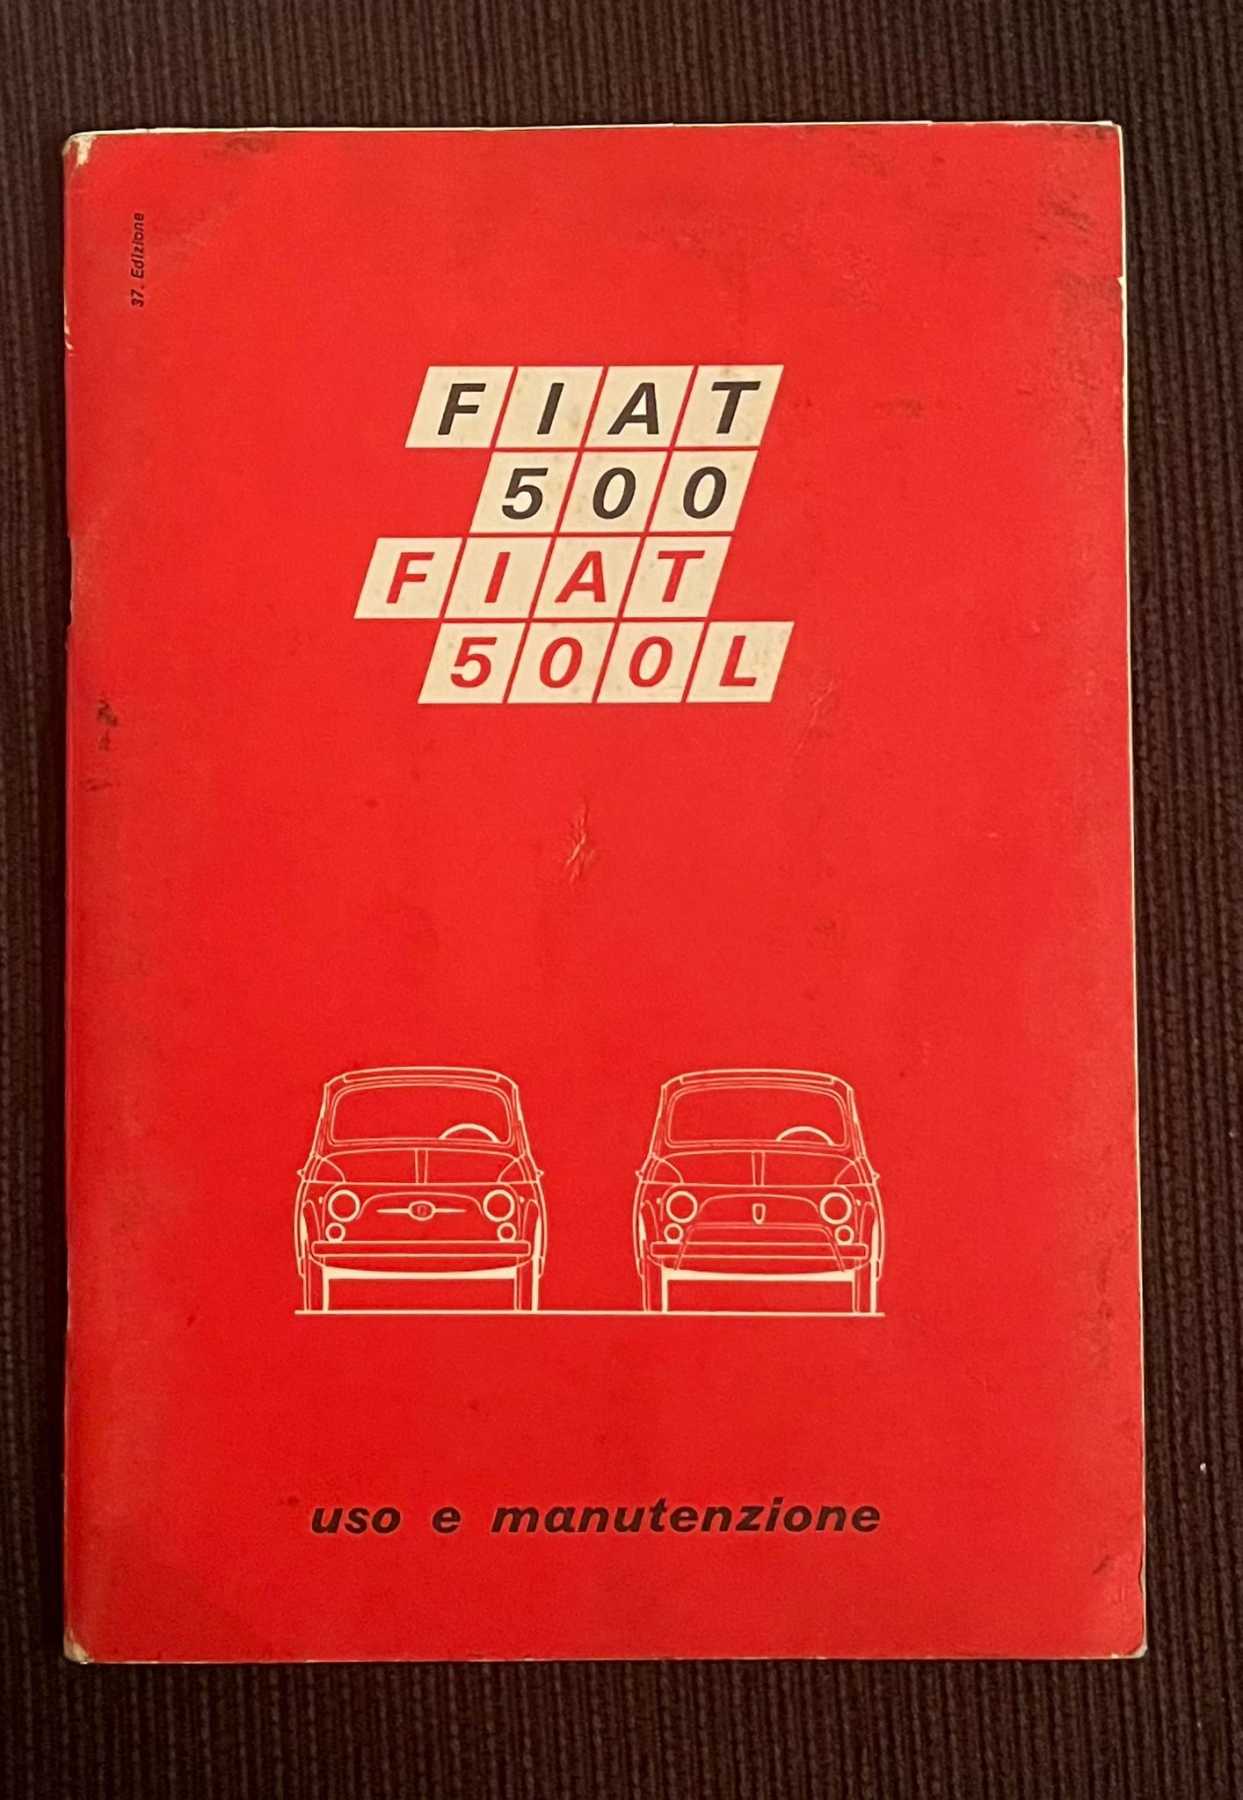 37. Edizione
FIAT
500
FIAT
500L
uso e manutenzione